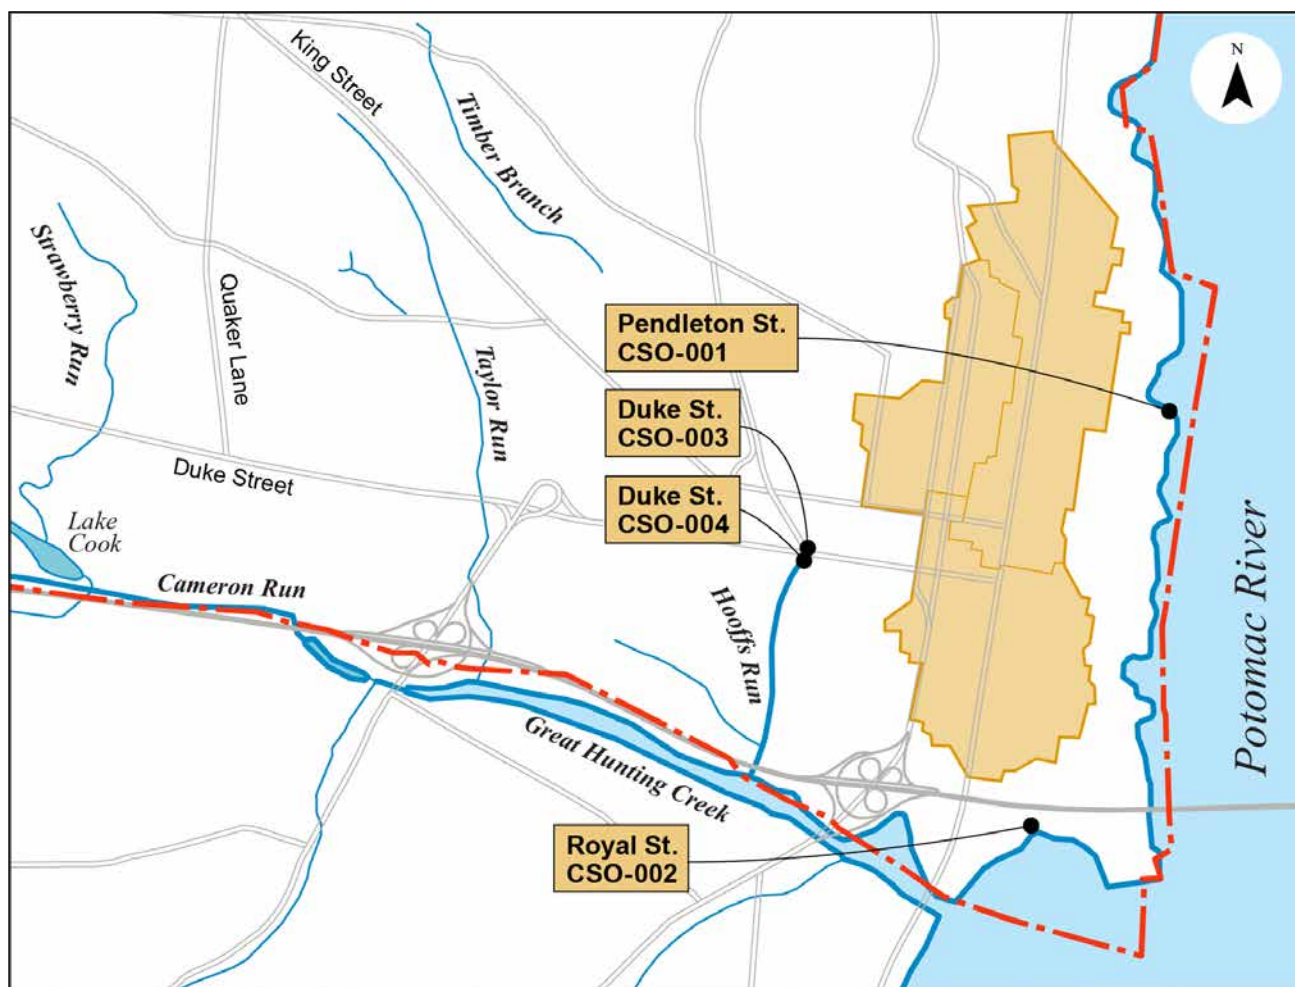 N
King Street
Timber Branch
Strawberry Run
Quaker Lane
Pendleton St.
CSO-001
Taylor Run
Duke St.
CSO-003
Duke Street
Duke St.
CSO-004
Lake
Cook
Cameron Run
Hooffs Run
Potomac River
Great Hunting Creek
Royal St.
CSO-002